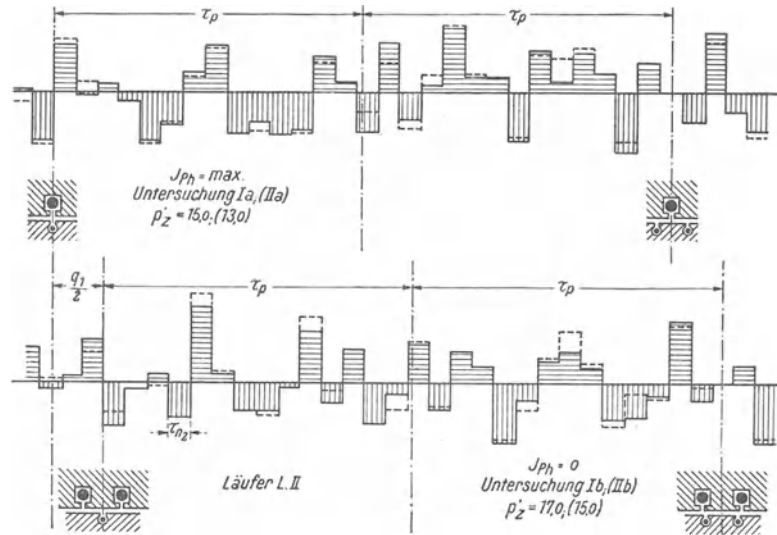 τp
τp
JPh = max.
Untersuchung Ia,(IIa)
p'z = 15,0;(13,0)
q1/2
τp
τp
τn2
Läufer L.II
JPh = 0
Untersuchung Ib,(IIb)
p'z = 17,0;(15,0)